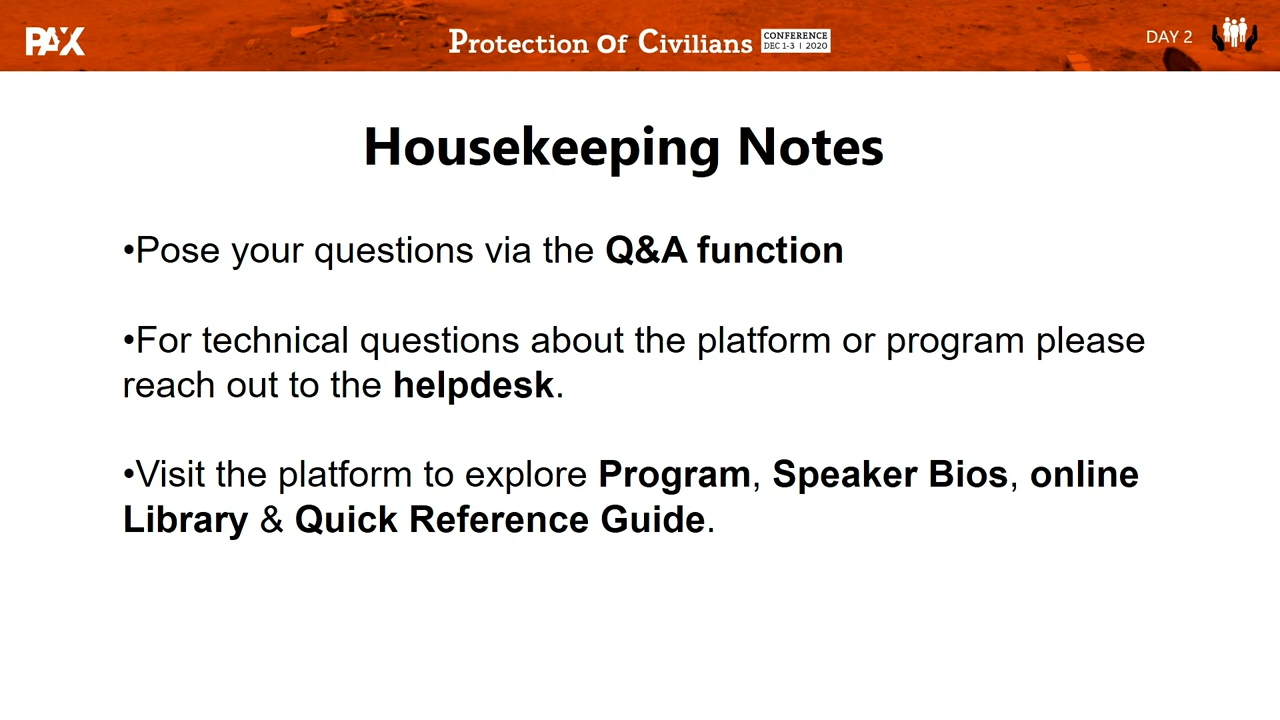 PAX
Protection of Civilians
CONFERENCE
DEC 1-3 | 2020
DAY 2
Housekeeping Notes
•Pose your questions via the Q&A function
•For technical questions about the platform or program please
reach out to the helpdesk.
•Visit the platform to explore Program, Speaker Bios, online
Library & Quick Reference Guide.